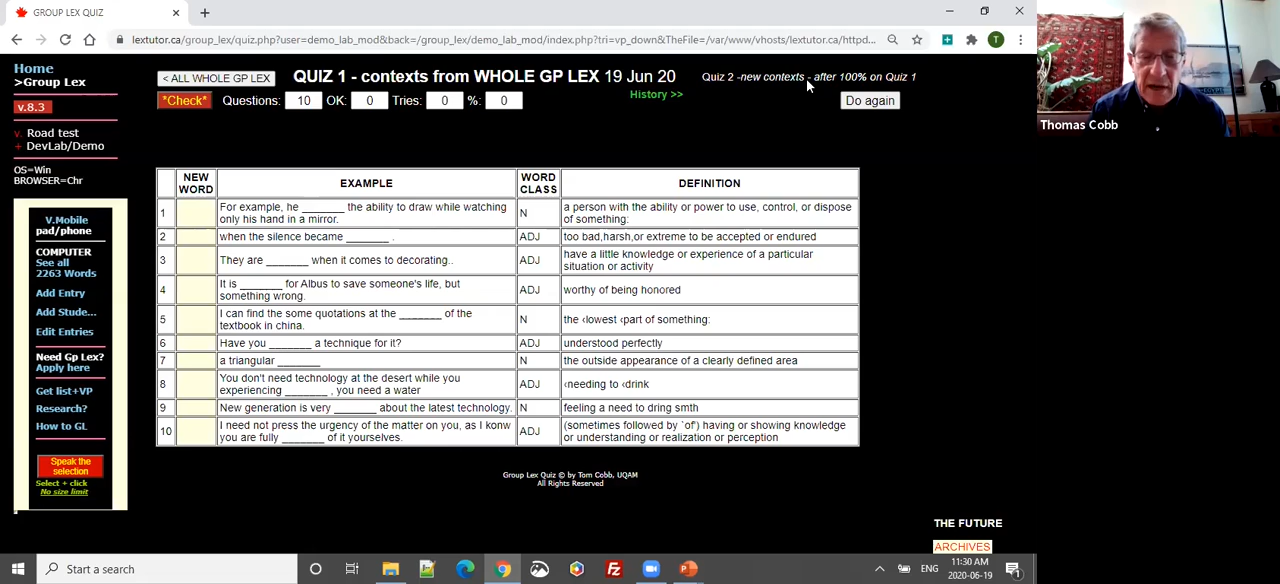 GROUP LEX QUIZ
lextutor.ca/group_lex/quiz.php?user=demo_lab_mod&back=/group_lex/demo_lab_mod/index.php?tri=vp_down&TheFile=/var/www/vhosts/lextutor.ca/httpd...
T
Home
>Group Lex
v.8.3
v. Road test
+ DevLab/Demo
OS=Win
BROWSER=Chr
V.Mobile
pad/phone
COMPUTER
See all
2263 Words
Add Entry
Add Stude...
Edit Entries
Need Gp Lex?
Apply here
Get list+VP
Research?
How to GL
Speak the
selection
Select + click
No size limit
< ALL WHOLE GP LEX QUIZ 1 - contexts from WHOLE GP LEX 19 Jun 20 Quiz 2 -new contexts - after 100% on Quiz 1
History >>
*Check* Questions: 10 OK: 0 Tries: 0 %: 0 Do again
NEW WORD EXAMPLE WORD CLASS DEFINITION
1 For example, he _______ the ability to draw while watching N a person with the ability or power to use, control, or dispose
only his hand in a mirror. of something:
2 when the silence became _______ . ADJ too bad,harsh,or extreme to be accepted or endured
3 They are _______ when it comes to decorating.. ADJ have a little knowledge or experience of a particular
situation or activity
4 It is _______ for Albus to save someone's life, but ADJ worthy of being honored
something wrong.
5 I can find the some quotations at the _______ of the N the ‹lowest ‹part of something:
textbook in china.
6 Have you _______ a technique for it? ADJ understood perfectly
7 a triangular _______ N the outside appearance of a clearly defined area
8 You don't need technology at the desert while you ADJ ‹needing to ‹drink
experiencing _______ , you need a water
9 New generation is very _______ about the latest technology. N feeling a need to dring smth
10 I need not press the urgency of the matter on you, as I konw ADJ (sometimes followed by `of') having or showing knowledge
you are fully _______ of it yourselves. or understanding or realization or perception
Group Lex Quiz © by Tom Cobb, UQAM
All Rights Reserved
THE FUTURE
ARCHIVES
Thomas Cobb
Start a search
ENG
11:30 AM
2020-06-19